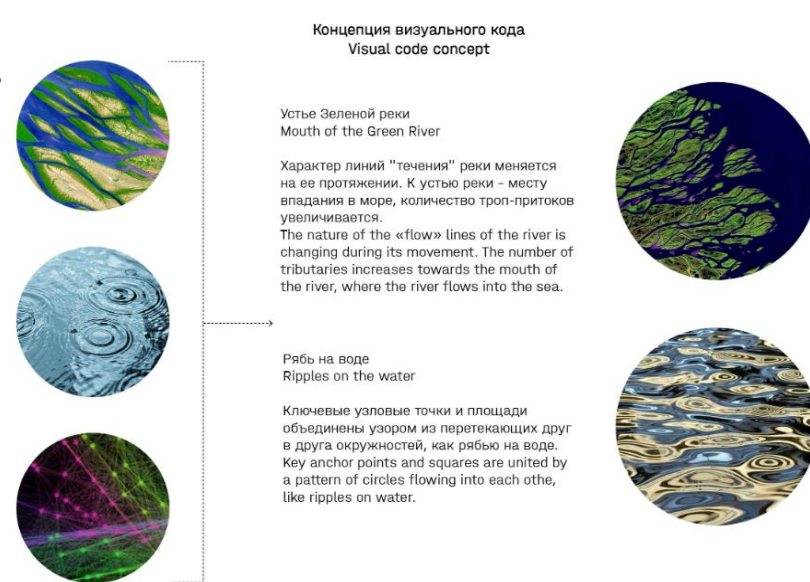 Концепция визуального кода
Visual code concept
Устье Зеленой реки
Mouth of the Green River
Характер линий "течения" реки меняется
на ее протяжении. К устью реки – месту
впадания в море, количество троп-притоков
увеличивается.
The nature of the «flow» lines of the river is
changing during its movement. The number of
tributaries increases towards the mouth of
the river, where the river flows into the sea.
Рябь на воде
Ripples on the water
Ключевые узловые точки и площади
объединены узором из перетекающих друг
в друга окружностей, как рябью на воде.
Key anchor points and squares are united by
a pattern of circles flowing into each othe,
like ripples on water.